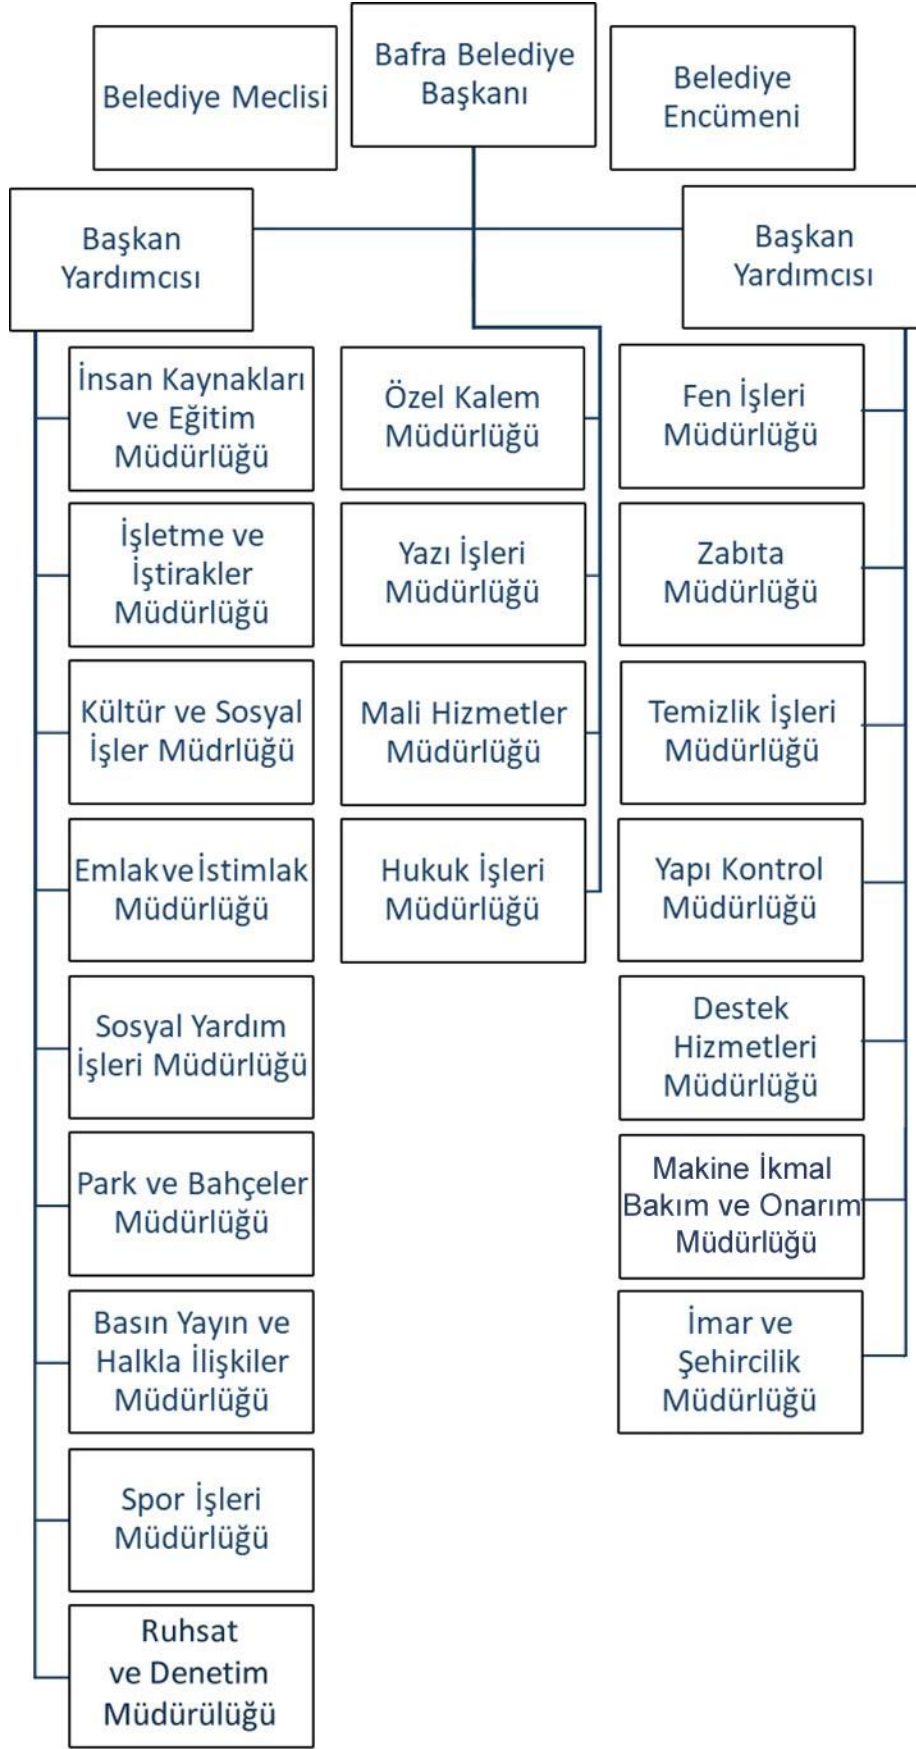 Belediye Meclisi
Bafra Belediye
Başkanı
Belediye
Encümeni
Başkan
Yardımcısı
Başkan
Yardımcısı
İnsan Kaynakları
ve Eğitim
Müdürlüğü
İşletme ve
İştirakler
Müdürlüğü
Kültür ve Sosyal
İşler Müdrlüğü
Emlak ve İstimlak
Müdürlüğü
Sosyal Yardım
İşleri Müdürlüğü
Park ve Bahçeler
Müdürlüğü
Basın Yayın ve
Halkla İlişkiler
Müdürlüğü
Spor İşleri
Müdürlüğü
Ruhsat
ve Denetim
Müdürülüğü
Özel Kalem
Müdürlüğü
Yazı İşleri
Müdürlüğü
Mali Hizmetler
Müdürlüğü
Hukuk İşleri
Müdürlüğü
Fen İşleri
Müdürlüğü
Zabıta
Müdürlüğü
Temizlik İşleri
Müdürlüğü
Yapı Kontrol
Müdürlüğü
Destek
Hizmetleri
Müdürlüğü
Makine İkmal
Bakım ve Onarım
Müdürlüğü
İmar ve
Şehircilik
Müdürlüğü